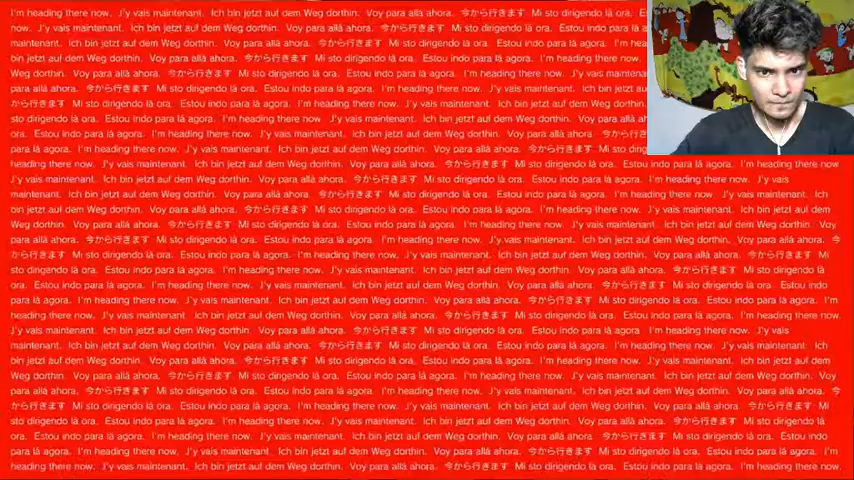 I'm heading there now. J'y vais maintenant. Ich bin jetzt auf dem Weg dorthin. Voy para allá ahora. 今から行きます Mi sto dirigendo là ora.
now. J'y vais maintenant. Ich bin jetzt auf dem Weg dorthin. Voy para allá ahora. 今から行きます Mi sto dirigendo là ora. Estou indo para là a
maintenant. Ich bin jetzt auf dem Weg dorthin. Voy para allá ahora. 今から行きます Mi sto dirigendo là ora. Estou indo para là agora. I'm hea
bin jetzt auf dem Weg dorthin. Voy para allá ahora. 今から行きます Mi sto dirigendo là ora. Estou indo para là agora. I'm heading there now.
Weg dorthin. Voy para allá ahora. 今から行きます Mi sto dirigendo là ora. Estou indo para là agora. I'm heading there now. J'y vais maintena
para allá ahora. 今から行きます Mi sto dirigendo là ora. Estou indo para là agora. I'm heading there now. J'y vais maintenant. Ich bin jetzt au
から行きます Mi sto dirigendo là ora. Estou indo para là agora. I'm heading there now. J'y vais maintenant. Ich bin jetzt auf dem Weg dorthin.
sto dirigendo là ora. Estou indo para là agora. I'm heading there now. J'y vais maintenant. Ich bin jetzt auf dem Weg dorthin. Voy para allá
ora. Estou indo para là agora. I'm heading there now. J'y vais maintenant. Ich bin jetzt auf dem Weg dorthin. Voy para allá ahora. 今から行き
para là agora. I'm heading there now. J'y vais maintenant. Ich bin jetzt auf dem Weg dorthin. Voy para allá ahora. 今から行きます Mi sto dirig
heading there now. J'y vais maintenant. Ich bin jetzt auf dem Weg dorthin. Voy para allá ahora. 今から行きます Mi sto dirigendo là ora. Estou indo para là agora. I'm heading there now.
J'y vais maintenant. Ich bin jetzt auf dem Weg dorthin. Voy para allá ahora. 今から行きます Mi sto dirigendo là ora. Estou indo para là agora. I'm heading there now. J'y vais
maintenant. Ich bin jetzt auf dem Weg dorthin. Voy para allá ahora. 今から行きます Mi sto dirigendo là ora. Estou indo para là agora. I'm heading there now. J'y vais maintenant. Ich
bin jetzt auf dem Weg dorthin. Voy para allá ahora. 今から行きます Mi sto dirigendo là ora. Estou indo para là agora. I'm heading there now. J'y vais maintenant. Ich bin jetzt auf dem
Weg dorthin. Voy para allá ahora. 今から行きます Mi sto dirigendo là ora. Estou indo para là agora. I'm heading there now. J'y vais maintenant. Ich bin jetzt auf dem Weg dorthin. Voy
para allá ahora. 今から行きます Mi sto dirigendo là ora. Estou indo para là agora. I'm heading there now. J'y vais maintenant. Ich bin jetzt auf dem Weg dorthin. Voy para allá ahora. 今
から行きます Mi sto dirigendo là ora. Estou indo para là agora. I'm heading there now. J'y vais maintenant. Ich bin jetzt auf dem Weg dorthin. Voy para allá ahora. 今から行きます Mi
sto dirigendo là ora. Estou indo para là agora. I'm heading there now. J'y vais maintenant. Ich bin jetzt auf dem Weg dorthin. Voy para allá ahora. 今から行きます Mi sto dirigendo là
ora. Estou indo para là agora. I'm heading there now. J'y vais maintenant. Ich bin jetzt auf dem Weg dorthin. Voy para allá ahora. 今から行きます Mi sto dirigendo là ora. Estou indo
para là agora. I'm heading there now. J'y vais maintenant. Ich bin jetzt auf dem Weg dorthin. Voy para allá ahora. 今から行きます Mi sto dirigendo là ora. Estou indo para là agora. I'm
heading there now. J'y vais maintenant. Ich bin jetzt auf dem Weg dorthin. Voy para allá ahora. 今から行きます Mi sto dirigendo là ora. Estou indo para là agora. I'm heading there now.
J'y vais maintenant. Ich bin jetzt auf dem Weg dorthin. Voy para allá ahora. 今から行きます Mi sto dirigendo là ora. Estou indo para là agora I'm heading there now. J'y vais
maintenant. Ich bin jetzt auf dem Weg dorthin. Voy para allá ahora. 今から行きます Mi sto dirigendo là ora. Estou indo para là agora. I'm heading there now. J'y vais maintenant. Ich
bin jetzt auf dem Weg dorthin. Voy para allá ahora. 今から行きます Mi sto dirigendo là ora. Estou indo para là agora. I'm heading there now. J'y vais maintenant. Ich bin jetzt auf dem
Weg dorthin. Voy para allá ahora. 今から行きます Mi sto dirigendo là ora. Estou indo para là agora. I'm heading there now. J'y vais maintenant. Ich bin jetzt auf dem Weg dorthin. Voy
para allá ahora. 今から行きます Mi sto dirigendo là ora. Estou indo para là agora. I'm heading there now. J'y vais maintenant. Ich bin jetzt auf dem Weg dorthin. Voy para allá ahora. 今
から行きます Mi sto dirigendo là ora. Estou indo para là agora. I'm heading there now. J'y vais maintenant. Ich bin jetzt auf dem Weg dorthin. Voy para allá ahora. 今から行きます Mi
sto dirigendo là ora. Estou indo para là agora. I'm heading there now. J'y vais maintenant. Ich bin jetzt auf dem Weg dorthin. Voy para allá ahora. 今から行きます Mi sto dirigendo là
ora. Estou indo para là agora. I'm heading there now. J'y vais maintenant. Ich bin jetzt auf dem Weg dorthin. Voy para allá ahora. 今から行きます Mi sto dirigendo là ora. Estou indo
para là agora. I'm heading there now. J'y vais maintenant. Ich bin jetzt auf dem Weg dorthin. Voy para allá ahora. 今から行きます Mi sto dirigendo là ora. Estou indo para là agora. I'm
heading there now. J'y vais maintenant. Ich bin jetzt auf dem Weg dorthin. Voy para allá ahora. 今から行きます Mi sto dirigendo là ora. Estou indo para là agora. I'm heading there now.